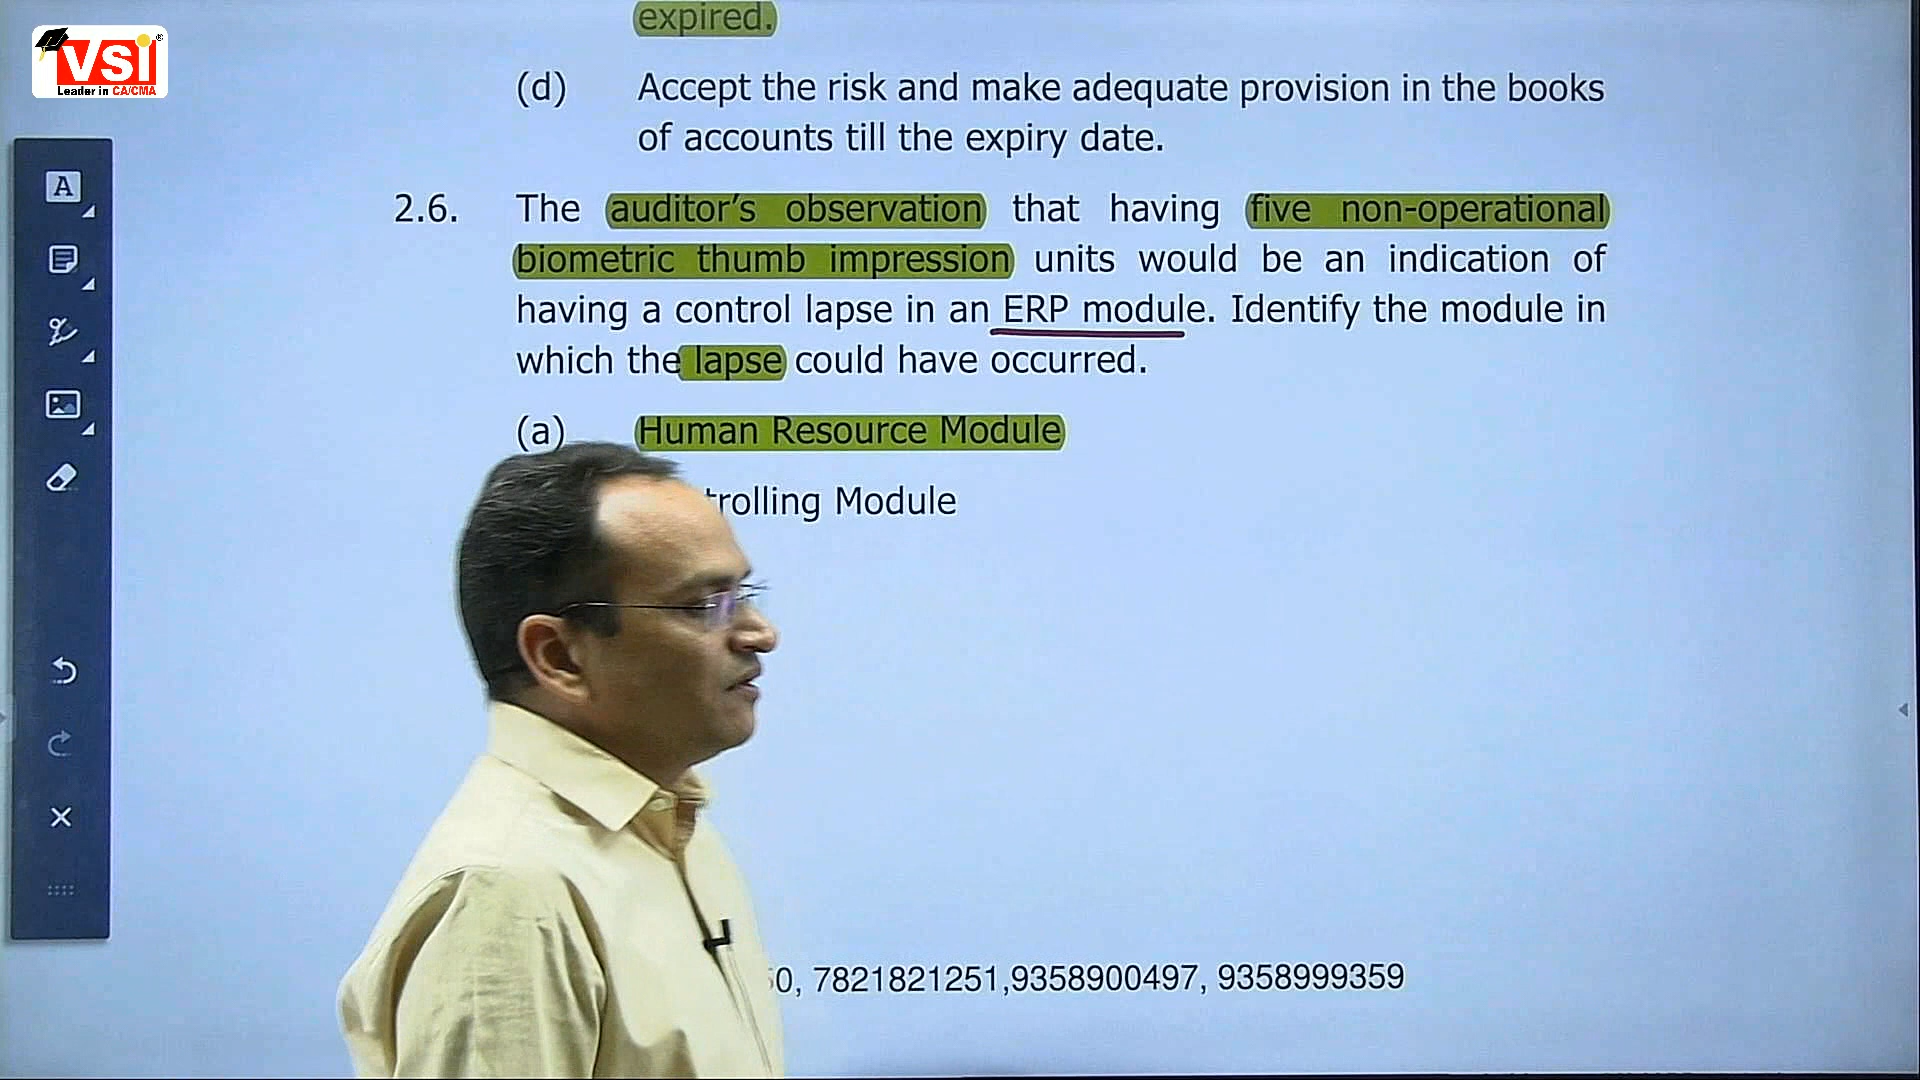 VSI
®
Leader in CA/CMA
expired.
(d) Accept the risk and make adequate provision in the books
of accounts till the expiry date.
A
2.6. The auditor's observation that having five non-operational
biometric thumb impression units would be an indication of
having a control lapse in an ERP module. Identify the module in
which the lapse could have occurred.
(a) Human Resource Module
trolling Module
0, 7821821251,9358900497, 9358999359